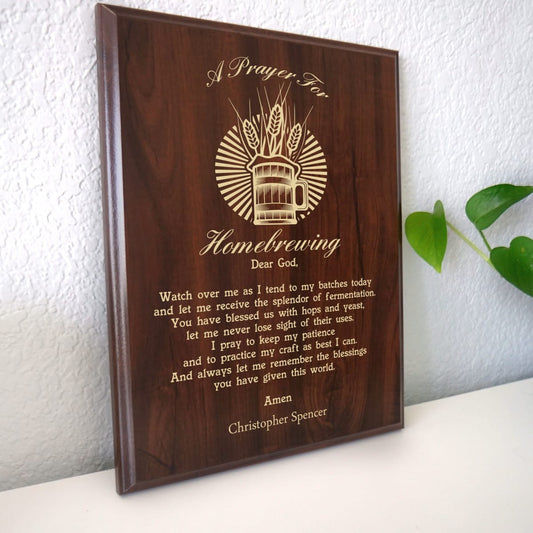 A Prayer For
Homebrewing
Dear God,
Watch over me as I tend to my batches today
and let me receive the splendor of fermentation.
You have blessed us with hops and yeast,
let me never lose sight of their uses.
I pray to keep my patience
and to practice my craft as best I can.
And always let me remember the blessings
you have given this world.
Amen
Christopher Spencer